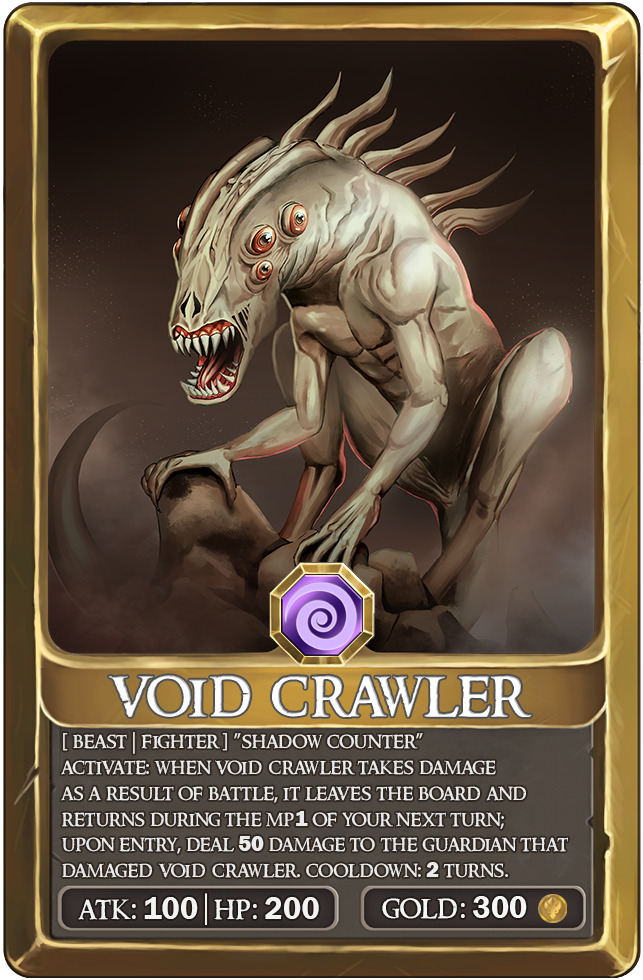 VOID CRAWLER
[ BEAST | FIGHTER ] "SHADOW COUNTER"
ACTIVATE: WHEN VOID CRAWLER TAKES DAMAGE
AS A RESULT OF BATTLE, IT LEAVES THE BOARD AND
RETURNS DURING THE MP1 OF YOUR NEXT TURN;
UPON ENTRY, DEAL 50 DAMAGE TO THE GUARDIAN THAT
DAMAGED VOID CRAWLER. COOLDOWN: 2 TURNS.
ATK: 100 | HP: 200
GOLD: 300